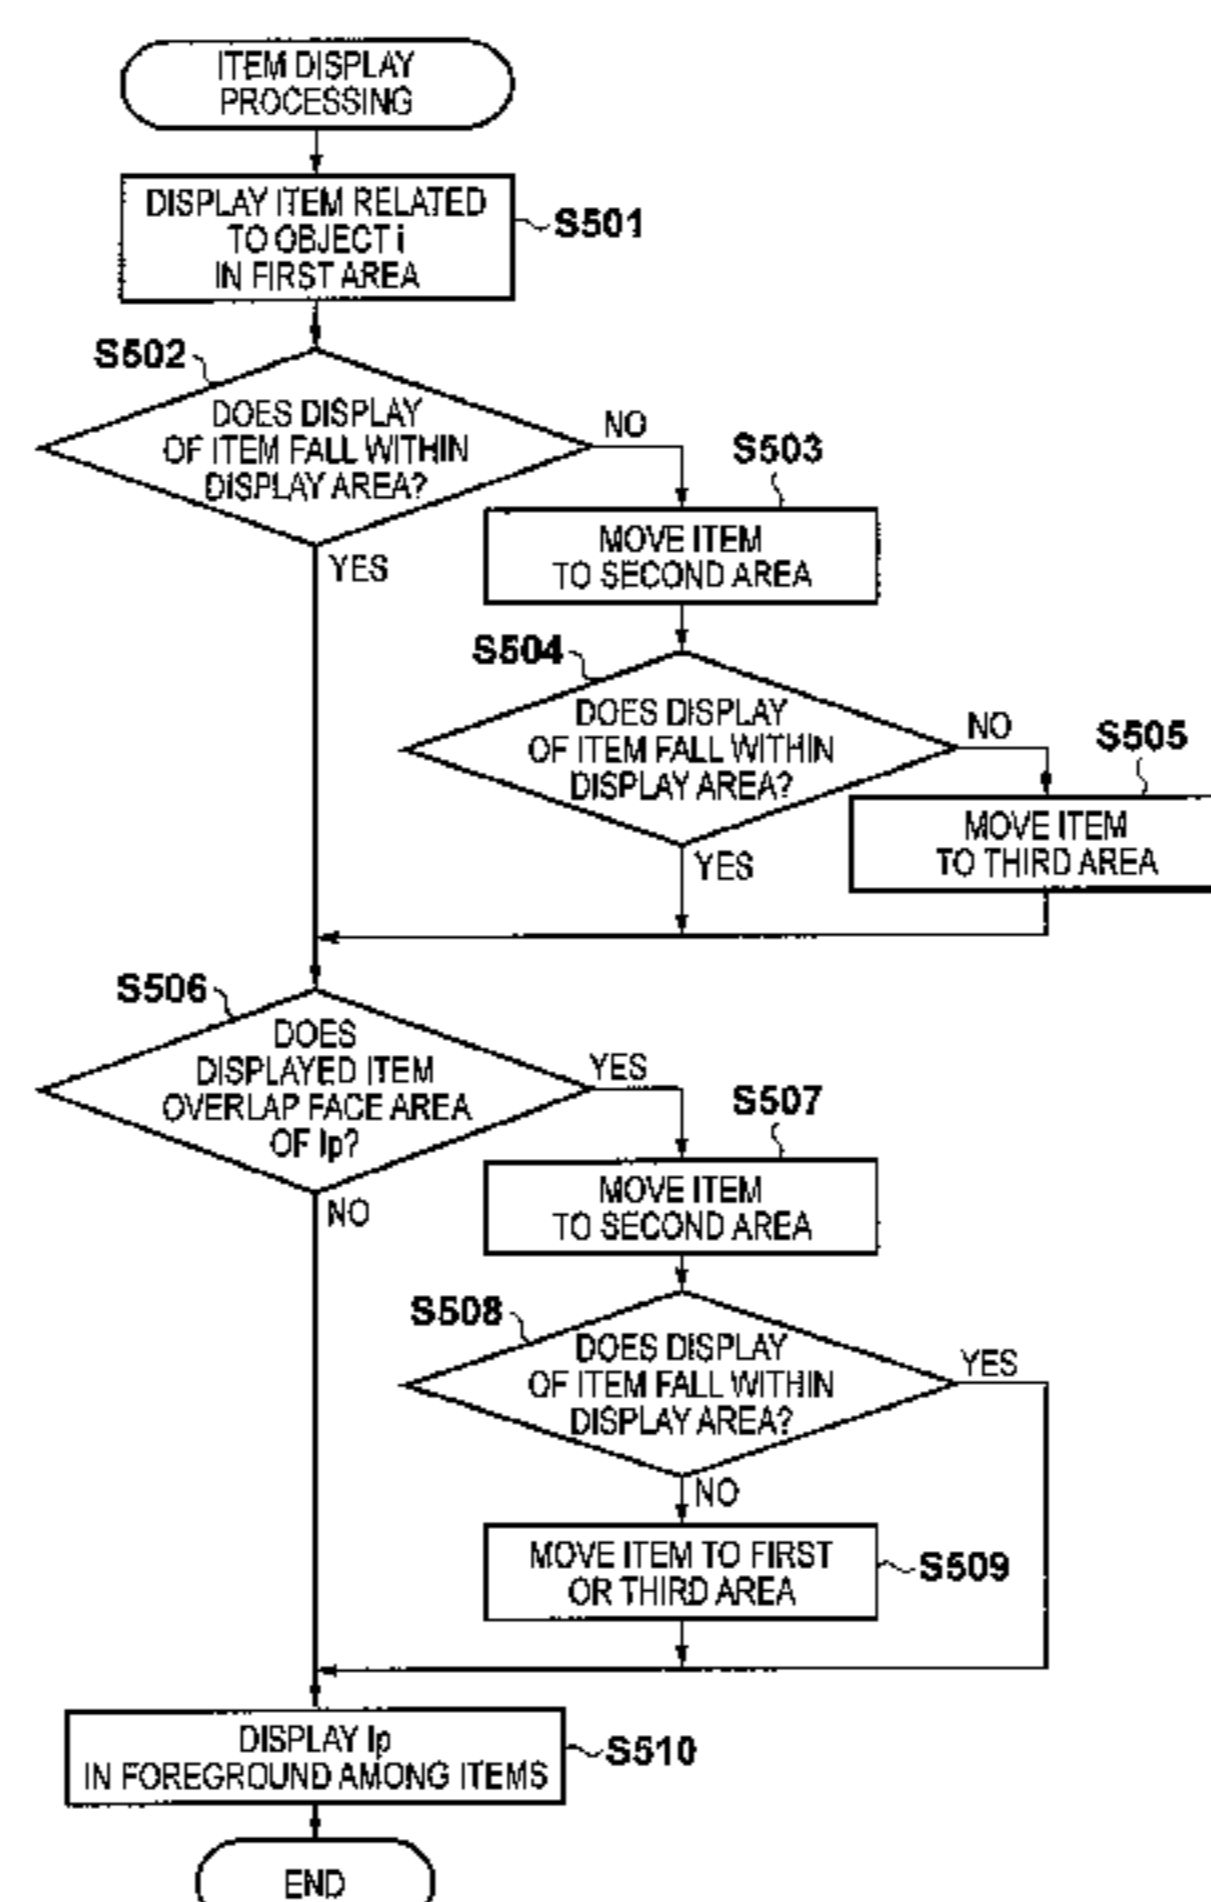 ITEM DISPLAY
PROCESSING
DISPLAY ITEM RELATED
TO OBJECT i
IN FIRST AREA
S501
S502
DOES DISPLAY
OF ITEM FALL WITHIN
DISPLAY AREA?
NO
YES
S503
MOVE ITEM
TO SECOND AREA
S504
DOES DISPLAY
OF ITEM FALL WITHIN
DISPLAY AREA?
NO
YES
S505
MOVE ITEM
TO THIRD AREA
S506
DOES
DISPLAYED ITEM
OVERLAP FACE AREA
OF Ip?
YES
NO
S507
MOVE ITEM
TO SECOND AREA
S508
DOES DISPLAY
OF ITEM FALL WITHIN
DISPLAY AREA?
YES
NO
MOVE ITEM TO FIRST
OR THIRD AREA
S509
DISPLAY Ip
IN FOREGROUND AMONG ITEMS
S510
END